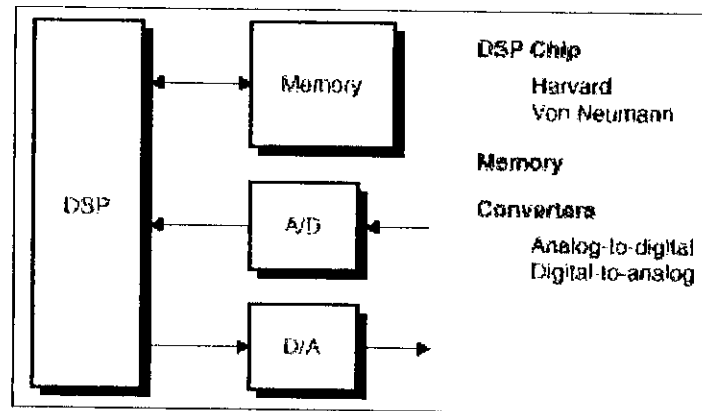 DSP
Memory
A/D
D/A
DSP Chip
Harvard
Von Neumann
Memory
Converters
Analog-to-digital
Digital-to-analog